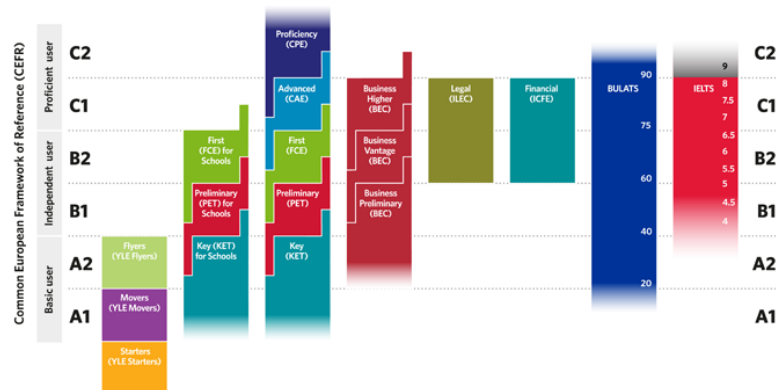 Common European Framework of Reference (CEFR)
Proficient user
Independent user
Basic user
C2
C1
B2
B1
A2
A1
Flyers
(YLE Flyers)
Movers
(YLE Movers)
Starters
(YLE Starters)
First
(FCE) for
Schools
Preliminary
(PET) for
Schools
Key (KET)
for Schools
Proficiency
(CPE)
Advanced
(CAE)
First
(FCE)
Preliminary
(PET)
Key
(KET)
Business
Higher
(BEC)
Business
Vantage
(BEC)
Business
Preliminary
(BEC)
Legal
(ILEC)
Financial
(ICFE)
90
BULATS
75
60
40
20
9
IELTS
8
7.5
7
6.5
6
5.5
5
4.5
4
C2
C1
B2
B1
A2
A1